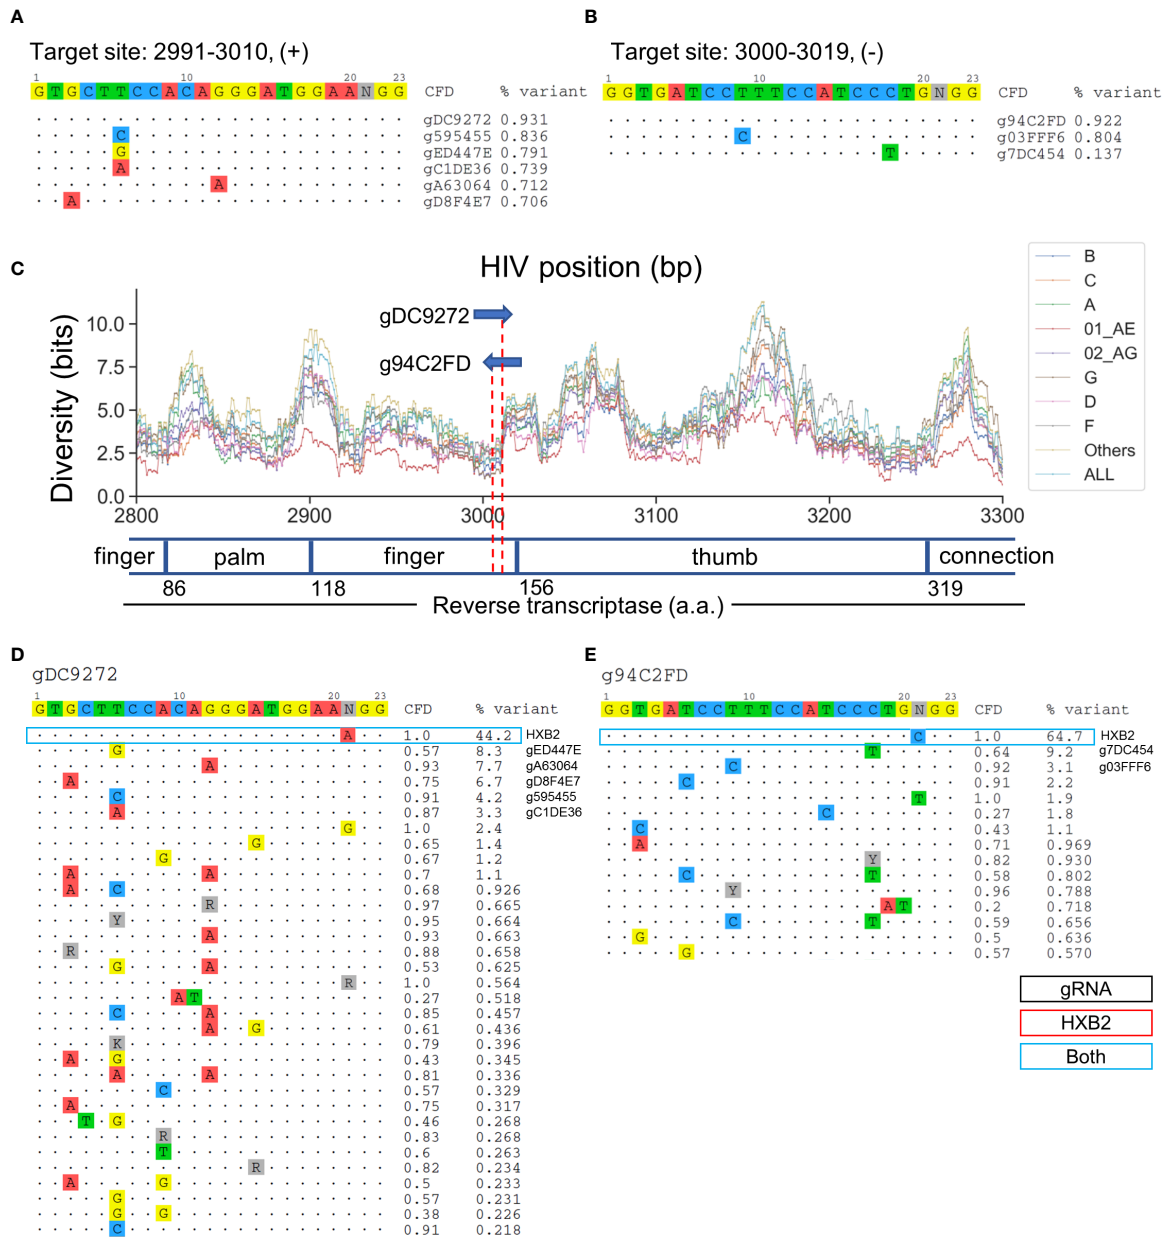 A
Target site: 2991-3010, (+)
1 10 20 23
GTGCTTCCACAGGGATGGAANGG CFD % variant
gDC9272 0.931
C g595455 0.836
G gED447E 0.791
A gC1DE36 0.739
A gA63064 0.712
A gD8F4E7 0.706
B
Target site: 3000-3019, (-)
1 10 20 23
GGTGATCCTTTCCATCCCTGNGG CFD % variant
g94C2FD 0.922
C g03FFF6 0.804
T g7DC454 0.137
C
HIV position (bp)
Diversity (bits)
10.0
7.5
5.0
2.5
0.0
gDC9272
g94C2FD
2800 2900 3000 3100 3200 3300
B
C
A
01_AE
02_AG
G
D
F
Others
ALL
finger palm finger thumb connection
86 118 156 319
Reverse transcriptase (a.a.)
D
gDC9272
1 10 20 23
GTGCTTCCACAGGGATGGAANGG CFD % variant
A 1.0 44.2 HXB2
G 0.57 8.3 gED447E
A 0.93 7.7 gA63064
A 0.75 6.7 gD8F4E7
C 0.91 4.2 g595455
A 0.87 3.3 gC1DE36
G 1.0 2.4
G 0.65 1.4
G 0.67 1.2
A A 0.7 1.1
A C 0.68 0.926
R 0.97 0.665
Y 0.95 0.664
A 0.93 0.663
R 0.88 0.658
G A 0.53 0.625
R 1.0 0.564
A T 0.27 0.518
C A 0.85 0.457
A G 0.61 0.436
K 0.79 0.396
A G 0.43 0.345
A A 0.81 0.336
C 0.57 0.329
A 0.75 0.317
T G 0.46 0.268
R 0.83 0.268
T 0.6 0.263
R 0.82 0.234
A G 0.5 0.233
G 0.57 0.231
G G 0.38 0.226
C 0.91 0.218
E
g94C2FD
1 10 20 23
GGTGATCCTTTCCATCCCTGNGG CFD % variant
C 1.0 64.7 HXB2
T 0.64 9.2 g7DC454
C 0.92 3.1 g03FFF6
C 0.91 2.2
T 1.0 1.9
C 0.27 1.8
C 0.43 1.1
A 0.71 0.969
Y 0.82 0.930
C T 0.58 0.802
Y 0.96 0.788
A T 0.2 0.718
C T 0.59 0.656
G 0.5 0.636
G 0.57 0.570
gRNA
HXB2
Both